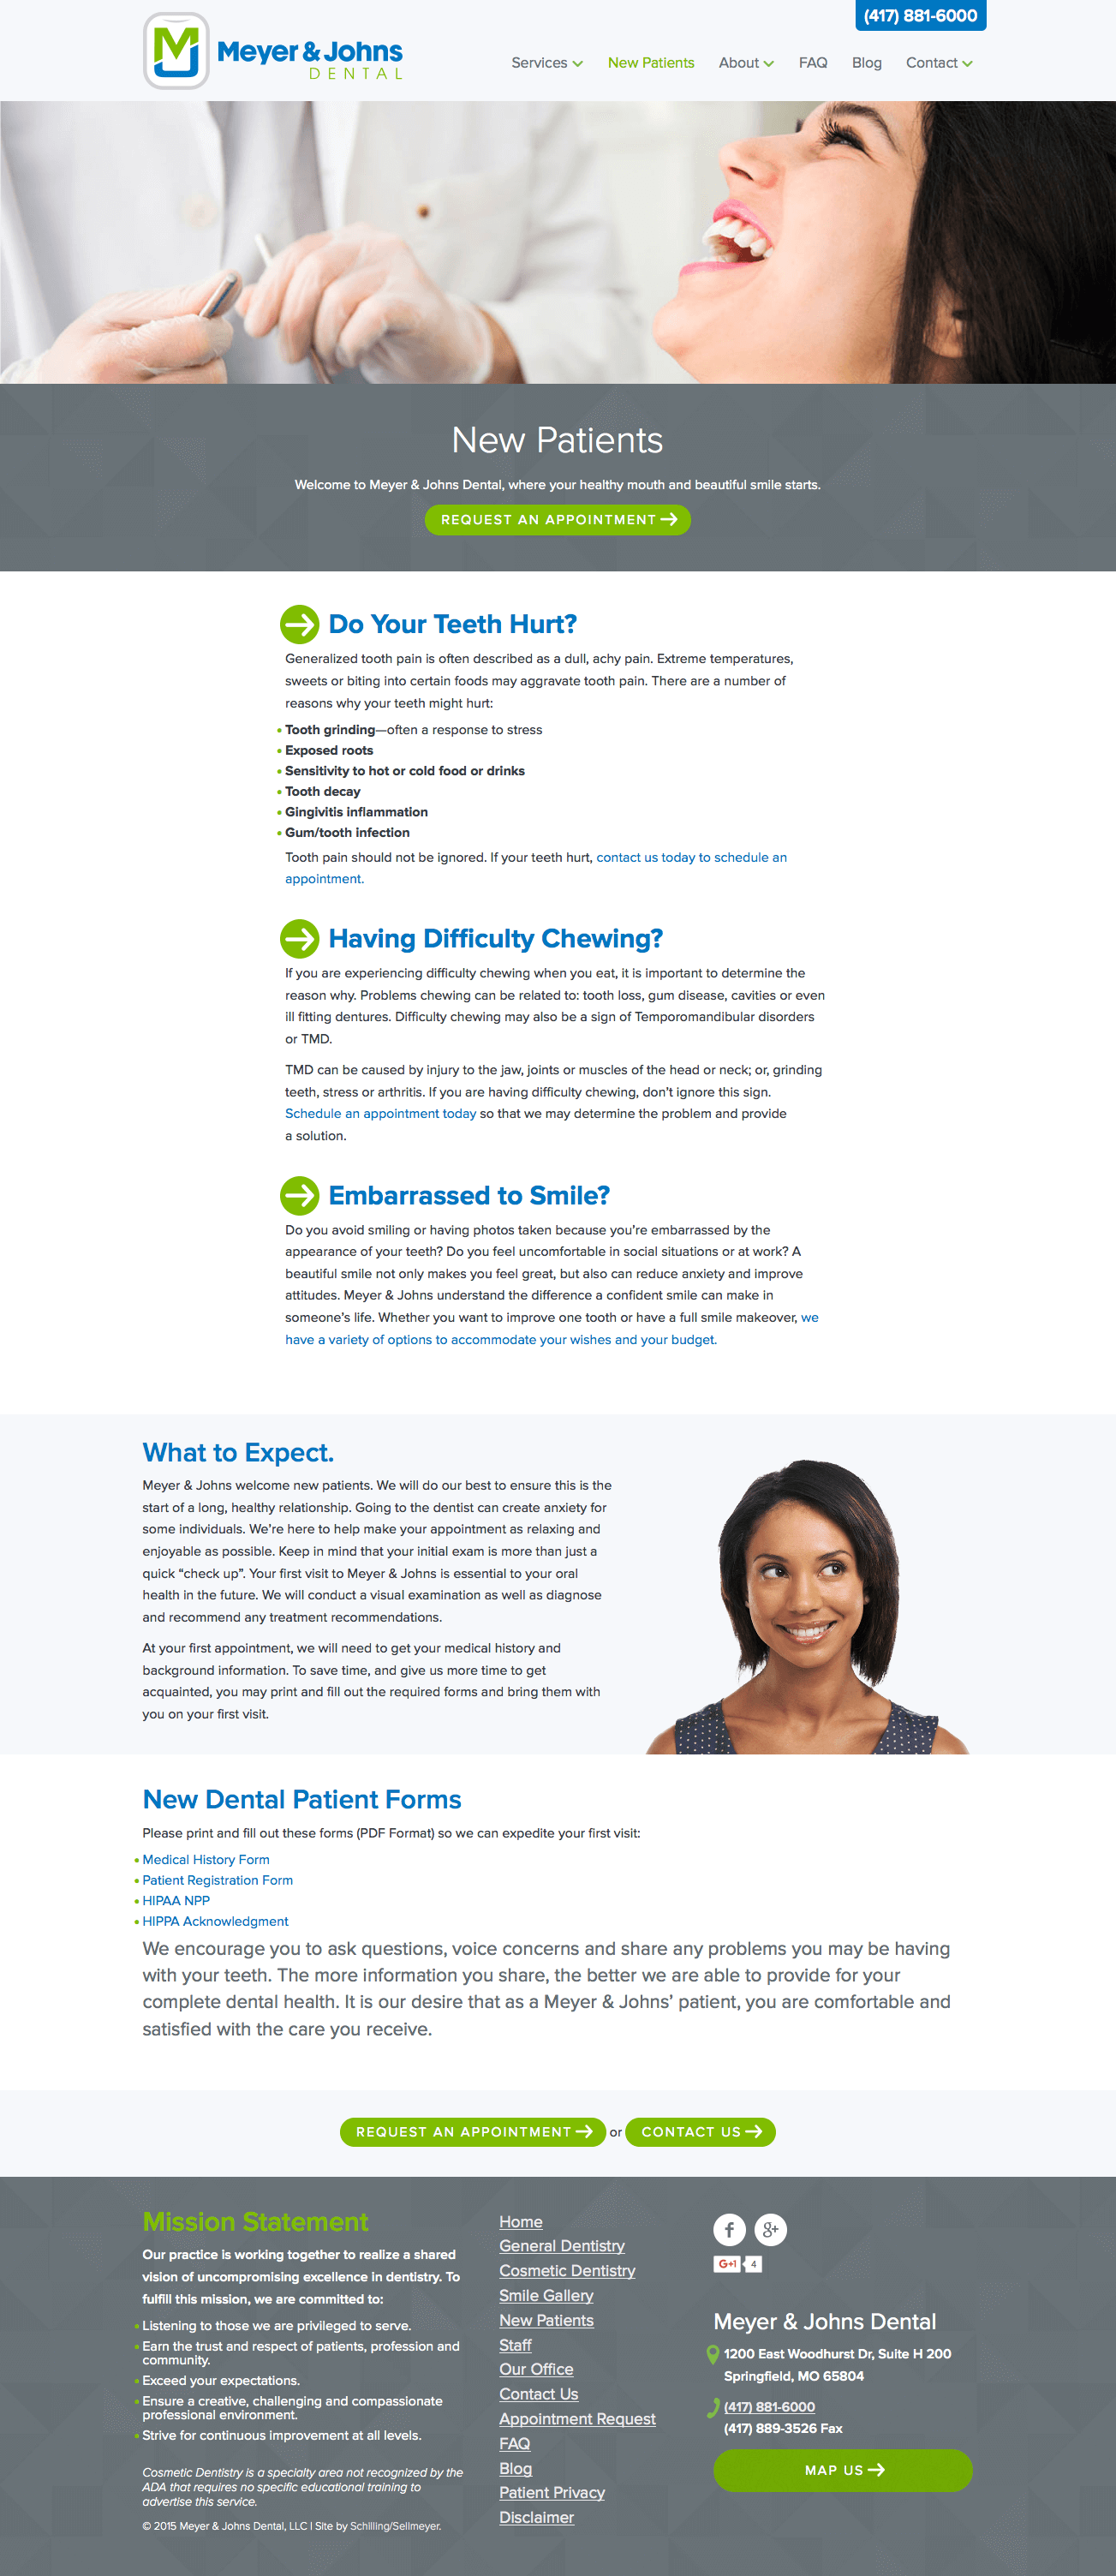 (417) 881-6000
Meyer & Johns
DENTAL
Services New Patients About FAQ Blog Contact
New Patients
Welcome to Meyer & Johns Dental, where your healthy mouth and beautiful smile starts.
REQUEST AN APPOINTMENT
Do Your Teeth Hurt?
Generalized tooth pain is often described as a dull, achy pain. Extreme temperatures,
sweets or biting into certain foods may aggravate tooth pain. There are a number of
reasons why your teeth might hurt:
• Tooth grinding—often a response to stress
• Exposed roots
• Sensitivity to hot or cold food or drinks
• Tooth decay
• Gingivitis inflammation
• Gum/tooth infection
Tooth pain should not be ignored. If your teeth hurt, contact us today to schedule an
appointment.
Having Difficulty Chewing?
If you are experiencing difficulty chewing when you eat, it is important to determine the
reason why. Problems chewing can be related to: tooth loss, gum disease, cavities or even
ill fitting dentures. Difficulty chewing may also be a sign of Temporomandibular disorders
or TMD.
TMD can be caused by injury to the jaw, joints or muscles of the head or neck; or, grinding
teeth, stress or arthritis. If you are having difficulty chewing, don’t ignore this sign.
Schedule an appointment today so that we may determine the problem and provide
a solution.
Embarrassed to Smile?
Do you avoid smiling or having photos taken because you’re embarrassed by the
appearance of your teeth? Do you feel uncomfortable in social situations or at work? A
beautiful smile not only makes you feel great, but also can reduce anxiety and improve
attitudes. Meyer & Johns understand the difference a confident smile can make in
someone’s life. Whether you want to improve one tooth or have a full smile makeover, we
have a variety of options to accommodate your wishes and your budget.
What to Expect.
Meyer & Johns welcome new patients. We will do our best to ensure this is the
start of a long, healthy relationship. Going to the dentist can create anxiety for
some individuals. We’re here to help make your appointment as relaxing and
enjoyable as possible. Keep in mind that your initial exam is more than just a
quick “check up”. Your first visit to Meyer & Johns is essential to your oral
health in the future. We will conduct a visual examination as well as diagnose
and recommend any treatment recommendations.
At your first appointment, we will need to get your medical history and
background information. To save time, and give us more time to get
acquainted, you may print and fill out the required forms and bring them with
you on your first visit.
New Dental Patient Forms
Please print and fill out these forms (PDF Format) so we can expedite your first visit:
• Medical History Form
• Patient Registration Form
• HIPAA NPP
• HIPPA Acknowledgment
We encourage you to ask questions, voice concerns and share any problems you may be having
with your teeth. The more information you share, the better we are able to provide for your
complete dental health. It is our desire that as a Meyer & Johns’ patient, you are comfortable and
satisfied with the care you receive.
REQUEST AN APPOINTMENT or CONTACT US
Mission Statement
Our practice is working together to realize a shared
vision of uncompromising excellence in dentistry. To
fulfill this mission, we are committed to:
• Listening to those we are privileged to serve.
• Earn the trust and respect of patients, profession and
community.
• Exceed your expectations.
• Ensure a creative, challenging and compassionate
professional environment.
• Strive for continuous improvement at all levels.
Cosmetic Dentistry is a specialty area not recognized by the
ADA that requires no specific educational training to
advertise this service.
© 2015 Meyer & Johns Dental, LLC | Site by Schilling/Sellmeyer.
Home
General Dentistry
Cosmetic Dentistry
Smile Gallery
New Patients
Staff
Our Office
Contact Us
Appointment Request
FAQ
Blog
Patient Privacy
Disclaimer
f g+
G+1 4
Meyer & Johns Dental
1200 East Woodhurst Dr, Suite H 200
Springfield, MO 65804
(417) 881-6000
(417) 889-3526 Fax
MAP US